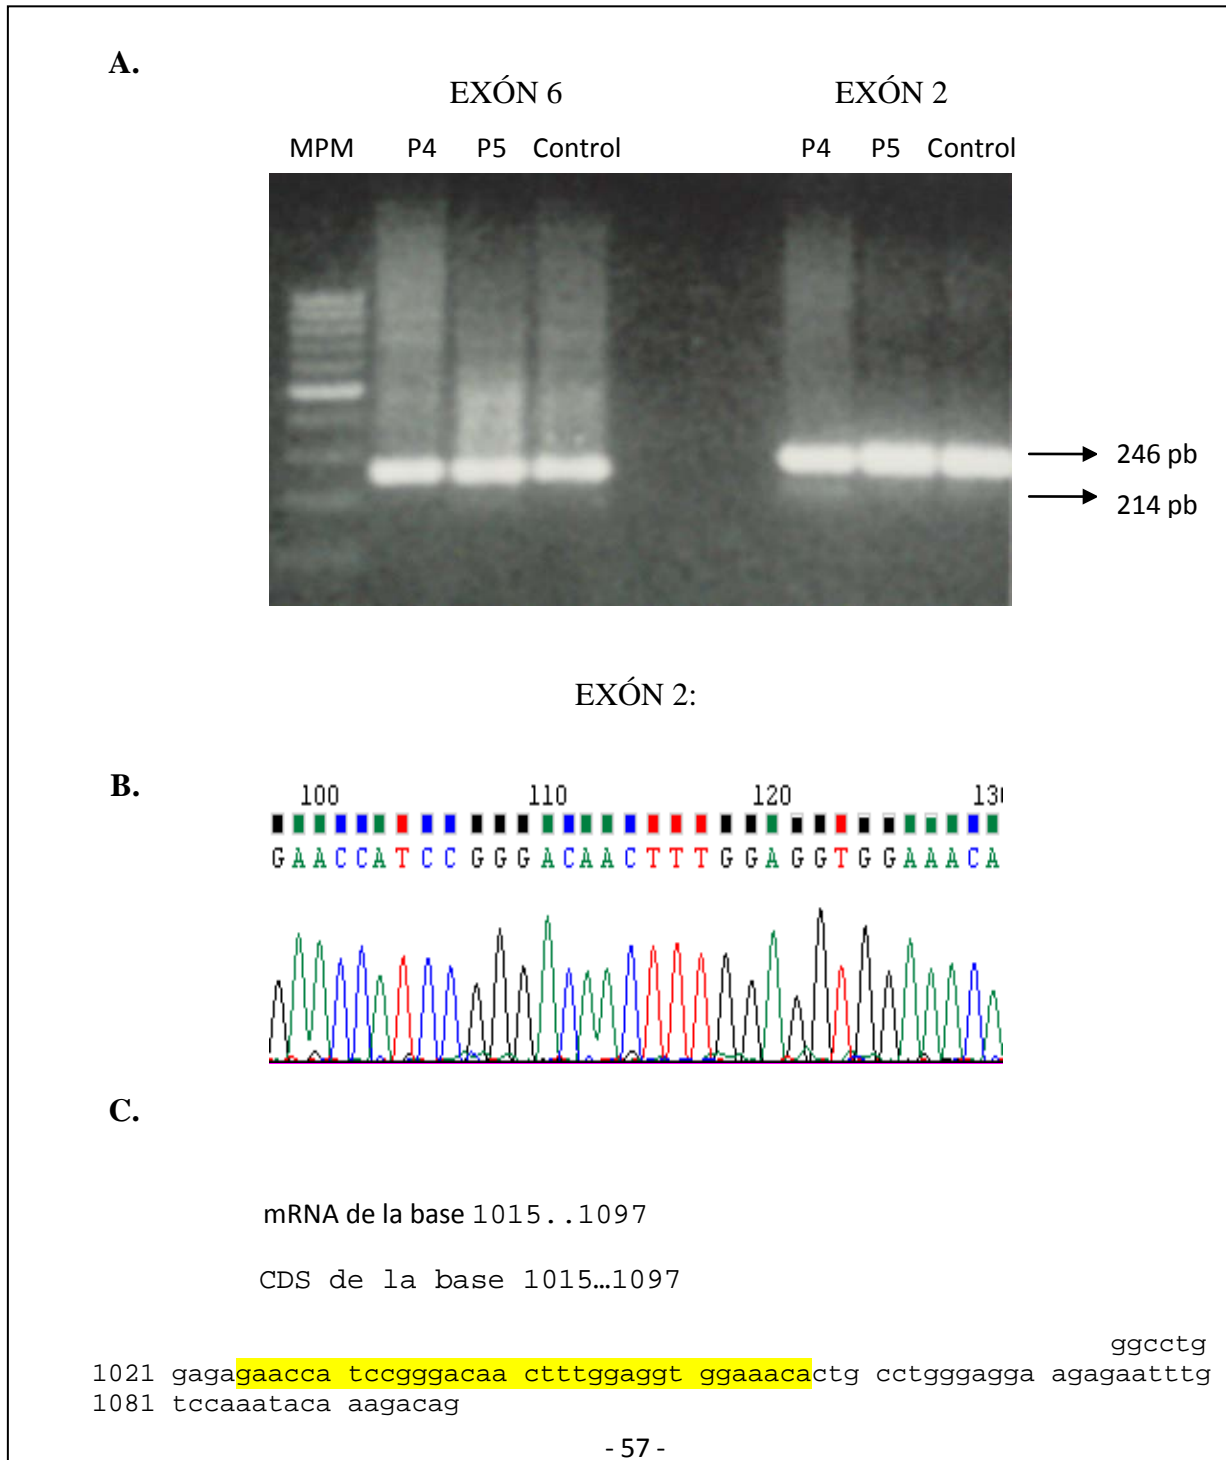 A.
EXÓN 6 EXÓN 2
MPM P4 P5 Control P4 P5 Control
246 pb
214 pb
EXÓN 2:
B.
100 110 120 13
G A A C C A T C C G G G A C A A C T T T G G A G G T G G A A A C A
C.
mRNA de la base 1015..1097
CDS de la base 1015…1097
ggcctg
1021 gagagaacca tccgggacaa ctttggaggt ggaaacactg cctgggagga agagaatttg
1081 tccaaataca aagacag
- 57 -